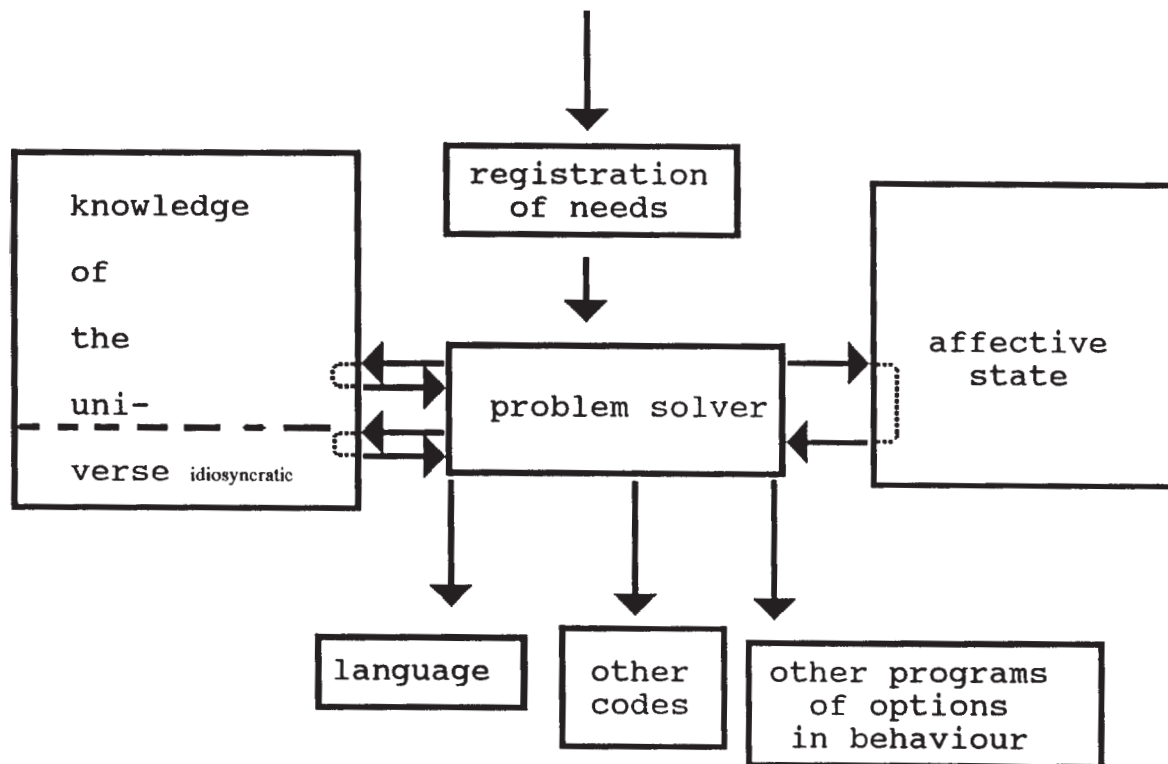 registration
of needs
knowledge
of
the
uni-
verse idiosyncratic
problem solver
affective
state
language
other
codes
other programs
of options
in behaviour